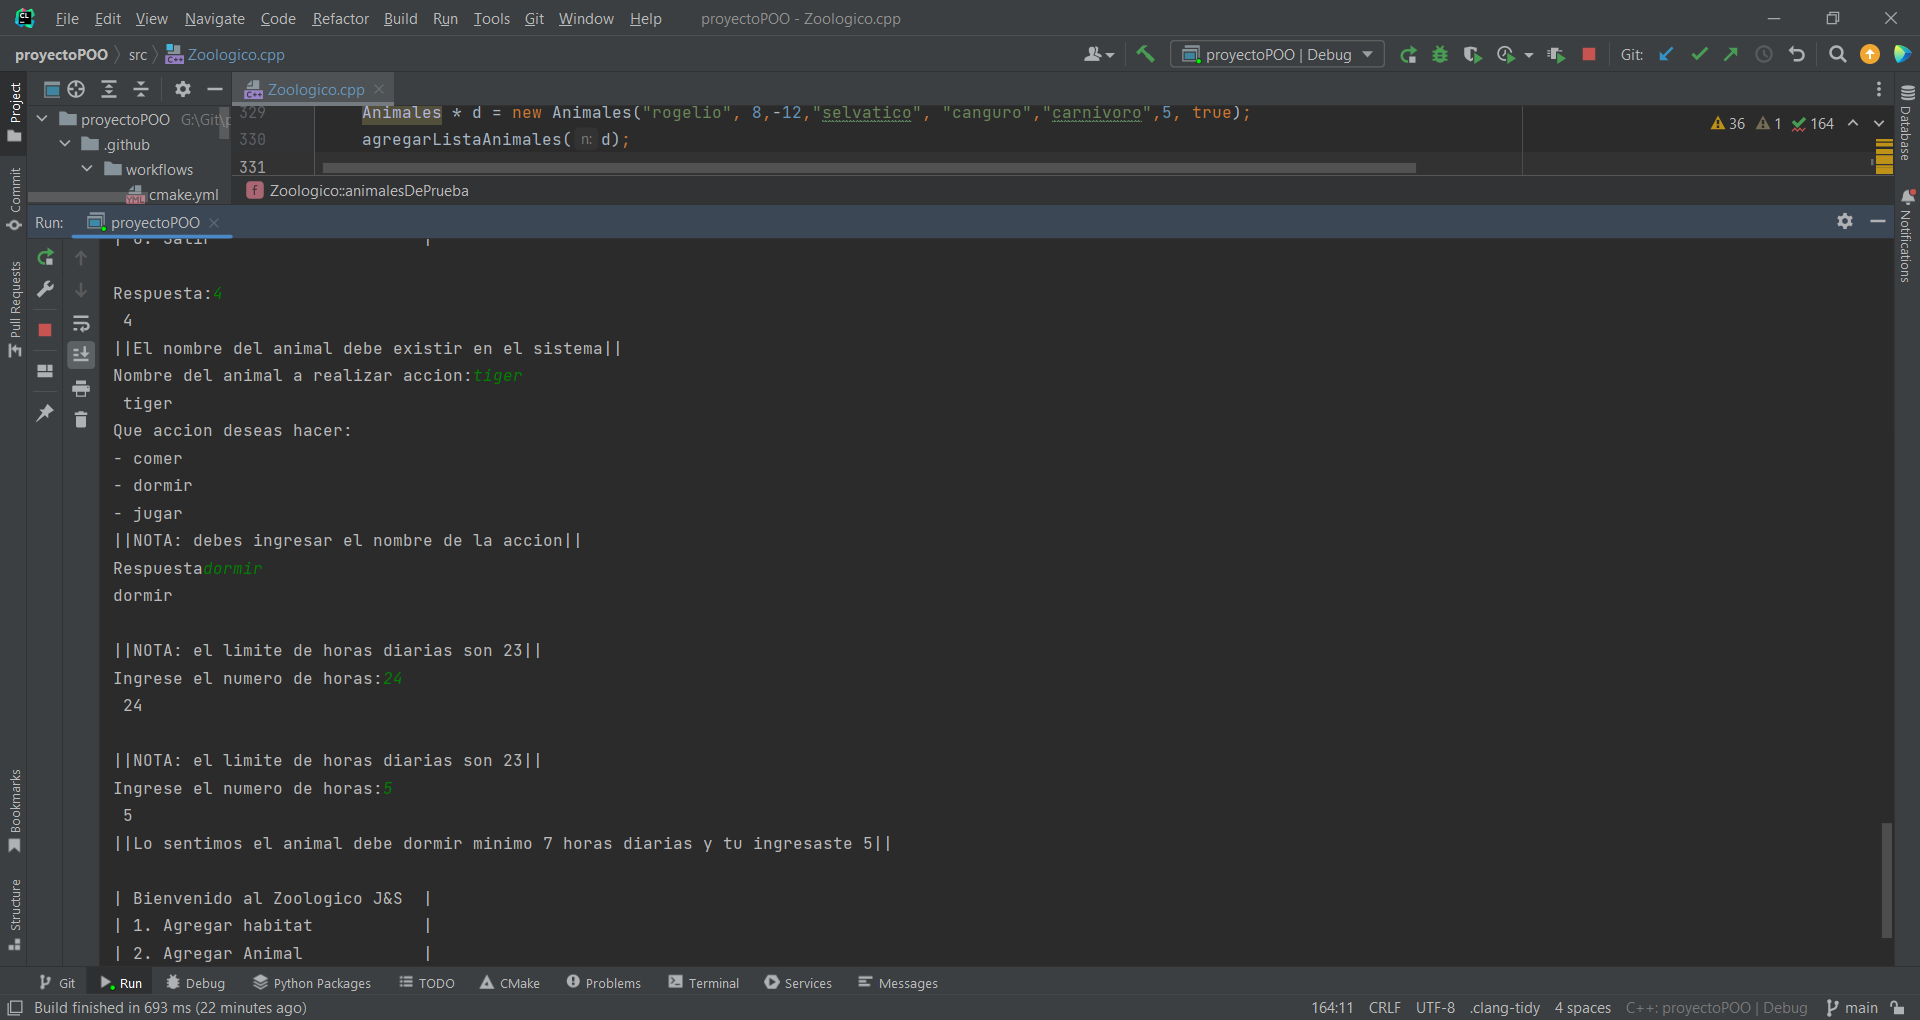 File Edit View Navigate Code Refactor Build Run Tools Git Window Help proyectoPOO - Zoologico.cpp
proyectoPOO src Zoologico.cpp proyectoPOO | Debug Git:
Project
Commit
Pull Requests
Bookmarks
Structure
proyectoPOO G:\Git\p
.github
workflows
cmake.yml
Zoologico.cpp
329 Animales * d = new Animales("rogelio", 8,-12,"selvatico", "canguro","carnivoro",5, true);
330 agregarListaAnimales( n: d);
331
36 1 164
Zoologico::animalesDePrueba
Database
Notifications
Run: proyectoPOO
| 6. Salir |
Respuesta:4
4
||El nombre del animal debe existir en el sistema||
Nombre del animal a realizar accion:tiger
tiger
Que accion deseas hacer:
- comer
- dormir
- jugar
||NOTA: debes ingresar el nombre de la accion||
Respuestadormir
dormir
||NOTA: el limite de horas diarias son 23||
Ingrese el numero de horas:24
24
||NOTA: el limite de horas diarias son 23||
Ingrese el numero de horas:5
5
||Lo sentimos el animal debe dormir minimo 7 horas diarias y tu ingresaste 5||
| Bienvenido al Zoologico J&S |
| 1. Agregar habitat |
| 2. Agregar Animal |
Git Run Debug Python Packages TODO CMake Problems Terminal Services Messages
Build finished in 693 ms (22 minutes ago) 164:11 CRLF UTF-8 .clang-tidy 4 spaces C++: proyectoPOO | Debug main